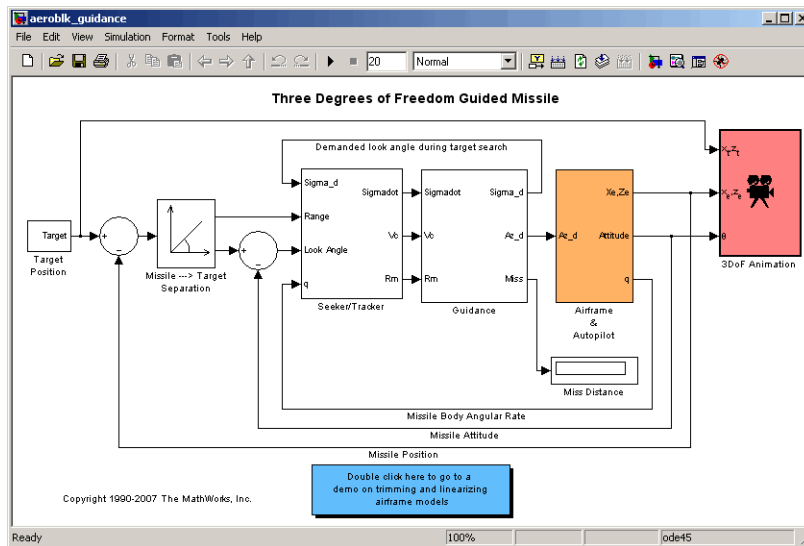 aeroblk_guidance
File Edit View Simulation Format Tools Help
20 Normal
Three Degrees of Freedom Guided Missile
Demanded look angle during target search
Target
Target
Position
+
-
Missile ---> Target
Separation
+
-
Sigma_d
Range
Look Angle
q
Sigmadot
Vc
Rm
Seeker/Tracker
Sigmadot
Vc
Rm
Sigma_d
Az_d
Miss
Guidance
Az_d
Xe,Ze
Attitude
q
Airframe
&
Autopilot
x_t,z_t
x_e,z_e
θ
3DoF Animation
Miss Distance
Missile Body Angular Rate
Missile Attitude
Missile Position
Double click here to go to a
demo on trimming and linearizing
airframe models
Copyright 1990-2007 The MathWorks, Inc.
Ready 100% ode45